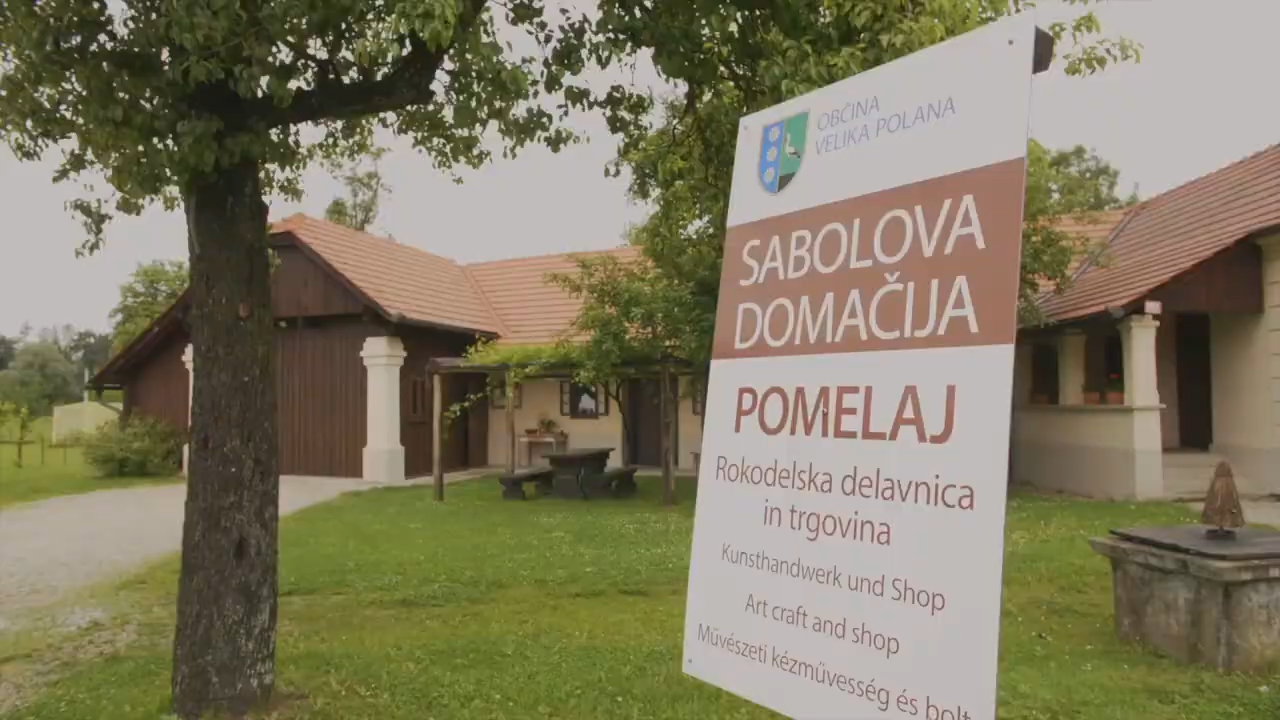 OBČINA
VELIKA POLANA
SABOLOVA
DOMAČIJA
POMELAJ
Rokodelska delavnica
in trgovina
Kunsthandwerk und Shop
Art craft and shop
Művészeti kézművesség és bolt